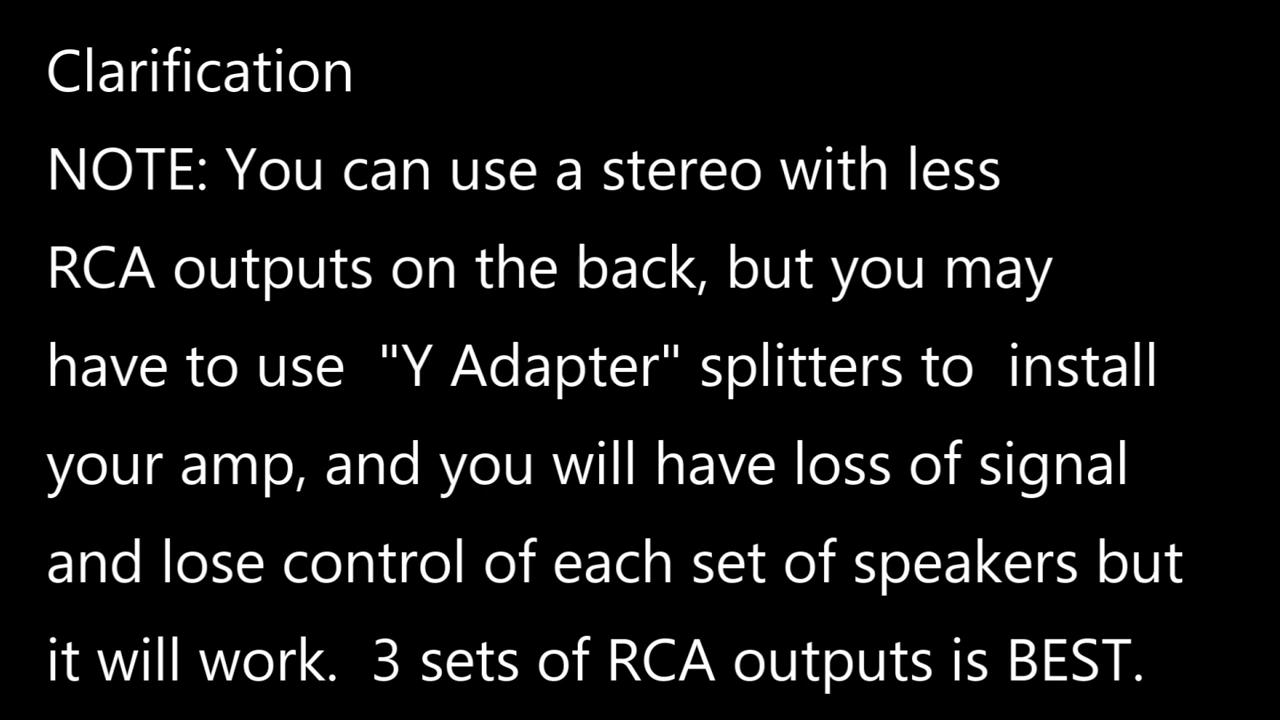 Clarification
NOTE: You can use a stereo with less
RCA outputs on the back, but you may
have to use  "Y Adapter" splitters to  install
your amp, and you will have loss of signal
and lose control of each set of speakers but
it will work.  3 sets of RCA outputs is BEST.